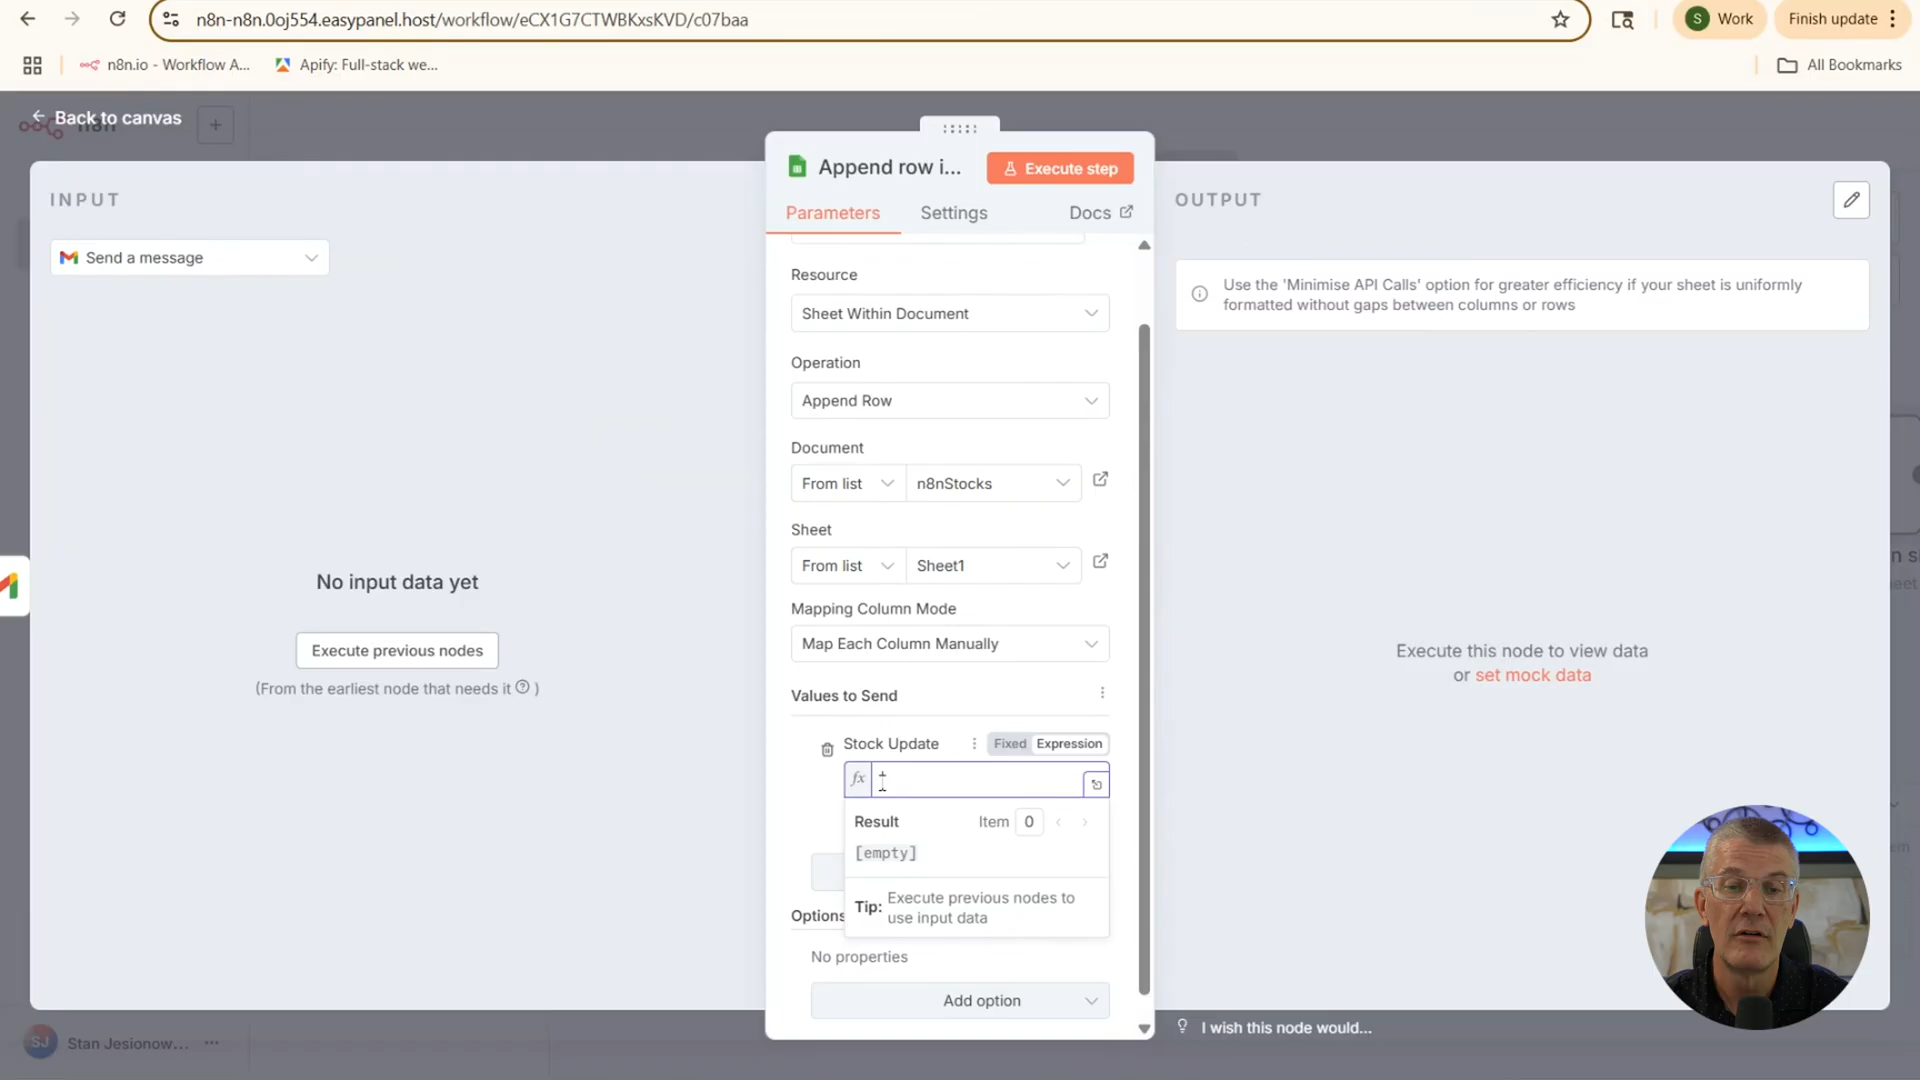 n8n-n8n.0oj554.easypanel.host/workflow/eCX1G7CTWBKxsKVD/c07baa
S
Work
Finish update
n8n.io - Workflow A...
Apify: Full-stack we...
All Bookmarks
Back to canvas
INPUT
Send a message
No input data yet
Execute previous nodes
(From the earliest node that needs it ? )
Append row i...
Execute step
Parameters
Settings
Docs
Resource
Sheet Within Document
Operation
Append Row
Document
From list
n8nStocks
Sheet
From list
Sheet1
Mapping Column Mode
Map Each Column Manually
Values to Send
Stock Update
Fixed
Expression
fx
Result
Item
0
[empty]
Tip:
Execute previous nodes to
use input data
Options
No properties
Add option
OUTPUT
Use the 'Minimise API Calls' option for greater efficiency if your sheet is uniformly
formatted without gaps between columns or rows
Execute this node to view data
or set mock data
I wish this node would...
SJ
Stan Jesionow...